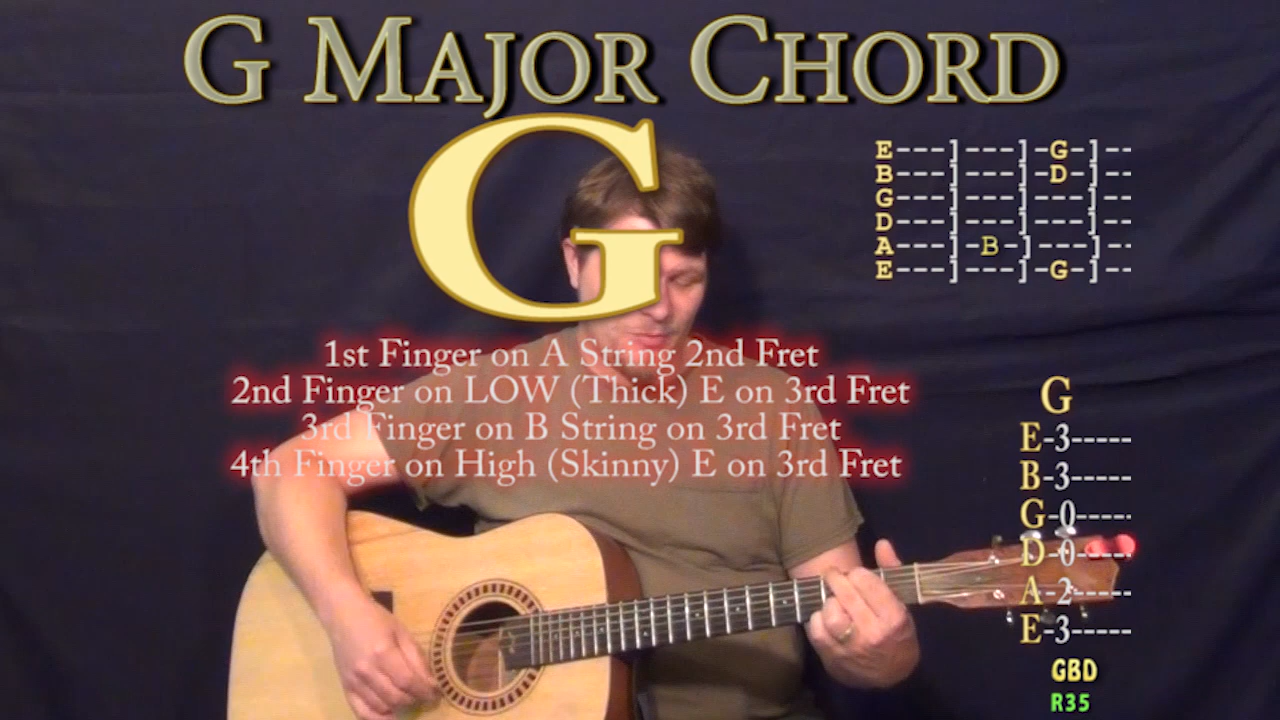 G Major Chord
G
E---]---]-G-]--
B---]---]-D-]--
G---]---]---]--
D---]---]---]--
A---]-B-]---]--
E---]---]-G-]--
1st Finger on A String 2nd Fret
2nd Finger on LOW (Thick) E on 3rd Fret
3rd Finger on B String on 3rd Fret
4th Finger on High (Skinny) E on 3rd Fret
G
E-3-----
B-3-----
G-0-----
D-0-----
A-2-----
E-3-----
GBD
R35